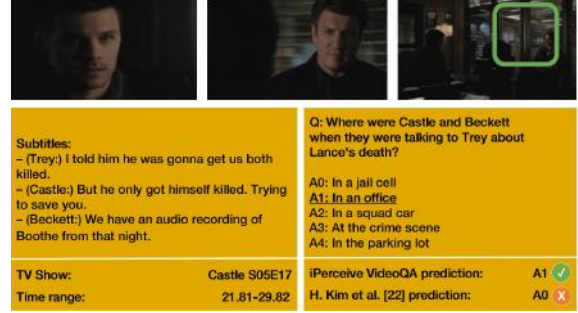 Subtitles:
– (Trey:) I told him he was gonna get us both
killed.
– (Castle:) But he only got himself killed. Trying
to save you.
– (Beckett:) We have an audio recording of
Boothe from that night.
TV Show: Castle S05E17
Time range: 21.81-29.82
Q: Where were Castle and Beckett
when they were talking to Trey about
Lance's death?
A0: In a jail cell
A1: In an office
A2: In a squad car
A3: At the crime scene
A4: In the parking lot
iPerceive VideoQA prediction: A1
H. Kim et al. [22] prediction: A0